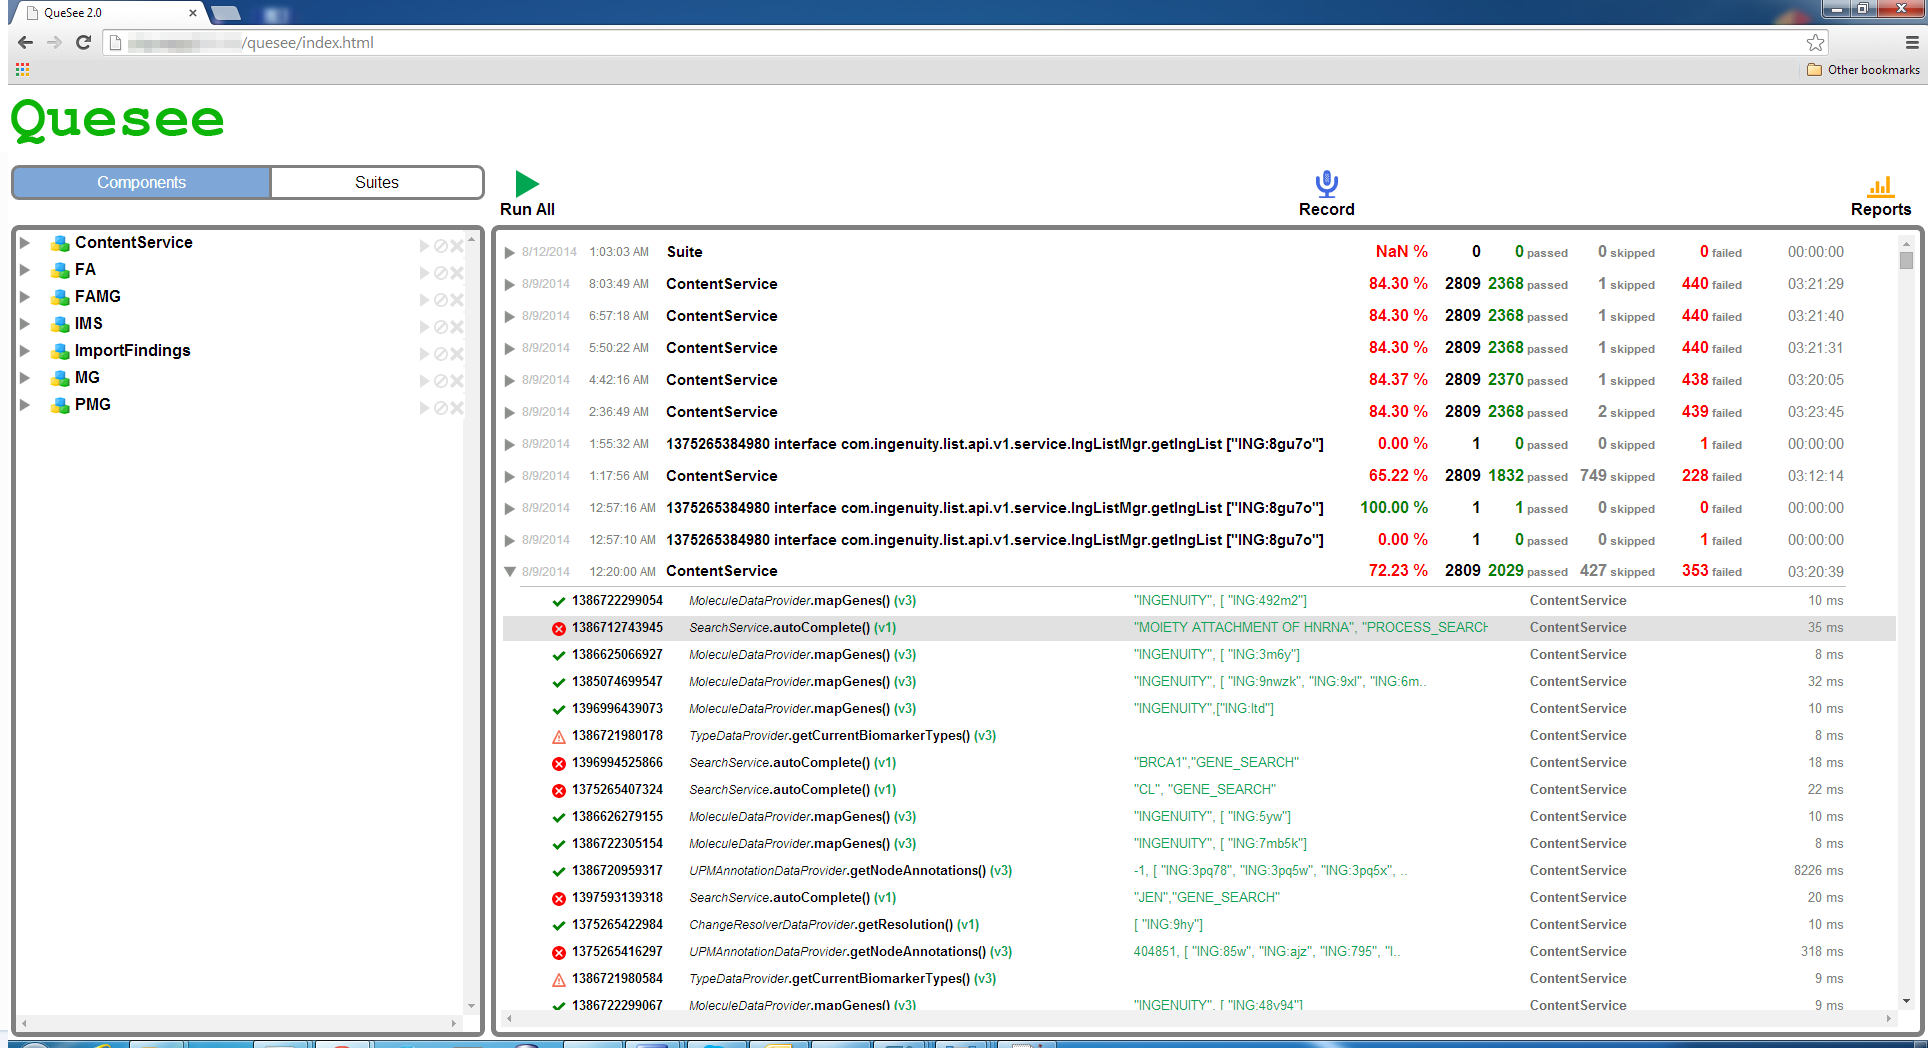 QueSee 2.0
/quesee/index.html
Other bookmarks
Quesee
Components Suites
Run All Record Reports
ContentService
FA
FAMG
IMS
ImportFindings
MG
PMG
8/12/2014 1:03:03 AM Suite NaN % 0 0 passed 0 skipped 0 failed 00:00:00
8/9/2014 8:03:49 AM ContentService 84.30 % 2809 2368 passed 1 skipped 440 failed 03:21:29
8/9/2014 6:57:18 AM ContentService 84.30 % 2809 2368 passed 1 skipped 440 failed 03:21:40
8/9/2014 5:50:22 AM ContentService 84.30 % 2809 2368 passed 1 skipped 440 failed 03:21:31
8/9/2014 4:42:16 AM ContentService 84.37 % 2809 2370 passed 1 skipped 438 failed 03:20:05
8/9/2014 2:36:49 AM ContentService 84.30 % 2809 2368 passed 2 skipped 439 failed 03:23:45
8/9/2014 1:55:32 AM 1375265384980 interface com.ingenuity.list.api.v1.service.IngListMgr.getIngList ["ING:8gu7o"] 0.00 % 1 0 passed 0 skipped 1 failed 00:00:00
8/9/2014 1:17:56 AM ContentService 65.22 % 2809 1832 passed 749 skipped 228 failed 03:12:14
8/9/2014 12:57:16 AM 1375265384980 interface com.ingenuity.list.api.v1.service.IngListMgr.getIngList ["ING:8gu7o"] 100.00 % 1 1 passed 0 skipped 0 failed 00:00:00
8/9/2014 12:57:10 AM 1375265384980 interface com.ingenuity.list.api.v1.service.IngListMgr.getIngList ["ING:8gu7o"] 0.00 % 1 0 passed 0 skipped 1 failed 00:00:00
8/9/2014 12:20:00 AM ContentService 72.23 % 2809 2029 passed 427 skipped 353 failed 03:20:39
1386722299054 MoleculeDataProvider.mapGenes() (v3) "INGENUITY", [ "ING:492m2"] ContentService 10 ms
1386712743945 SearchService.autoComplete() (v1) "MOIETY ATTACHMENT OF HNRNA", "PROCESS_SEARCH ContentService 35 ms
1386625066927 MoleculeDataProvider.mapGenes() (v3) "INGENUITY", [ "ING:3m6y"] ContentService 8 ms
1385074699547 MoleculeDataProvider.mapGenes() (v3) "INGENUITY", [ "ING:9nwzk", "ING:9xl", "ING:6m.. ContentService 32 ms
1396996439073 MoleculeDataProvider.mapGenes() (v3) "INGENUITY",["ING:ltd"] ContentService 10 ms
1386721980178 TypeDataProvider.getCurrentBiomarkerTypes() (v3) ContentService 8 ms
1396994525866 SearchService.autoComplete() (v1) "BRCA1","GENE_SEARCH" ContentService 18 ms
1375265407324 SearchService.autoComplete() (v1) "CL", "GENE_SEARCH" ContentService 22 ms
1386626279155 MoleculeDataProvider.mapGenes() (v3) "INGENUITY", [ "ING:5yw"] ContentService 10 ms
1386722305154 MoleculeDataProvider.mapGenes() (v3) "INGENUITY", [ "ING:7mb5k"] ContentService 8 ms
1386720959317 UPMAnnotationDataProvider.getNodeAnnotations() (v3) -1, [ "ING:3pq78", "ING:3pq5w", "ING:3pq5x", .. ContentService 8226 ms
1397593139318 SearchService.autoComplete() (v1) "JEN","GENE_SEARCH" ContentService 20 ms
1375265422984 ChangeResolverDataProvider.getResolution() (v1) [ "ING:9hy"] ContentService 10 ms
1375265416297 UPMAnnotationDataProvider.getNodeAnnotations() (v3) 404851, [ "ING:85w", "ING:ajz", "ING:795", "I.. ContentService 318 ms
1386721980584 TypeDataProvider.getCurrentBiomarkerTypes() (v3) ContentService 9 ms
1386722299067 MoleculeDataProvider.mapGenes() (v3) "INGENUITY", [ "ING:48v94"] ContentService 9 ms